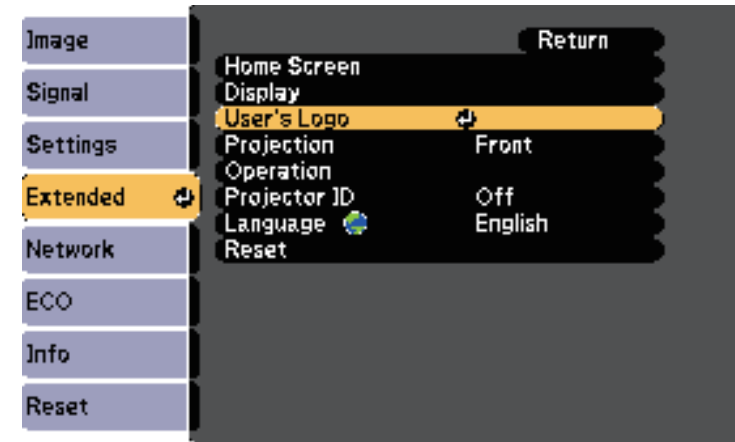 Image
Signal
Settings
Extended
Network
ECO
Info
Reset
Return
Home Screen
Display
User's Logo
Projection Front
Operation
Projector ID Off
Language English
Reset